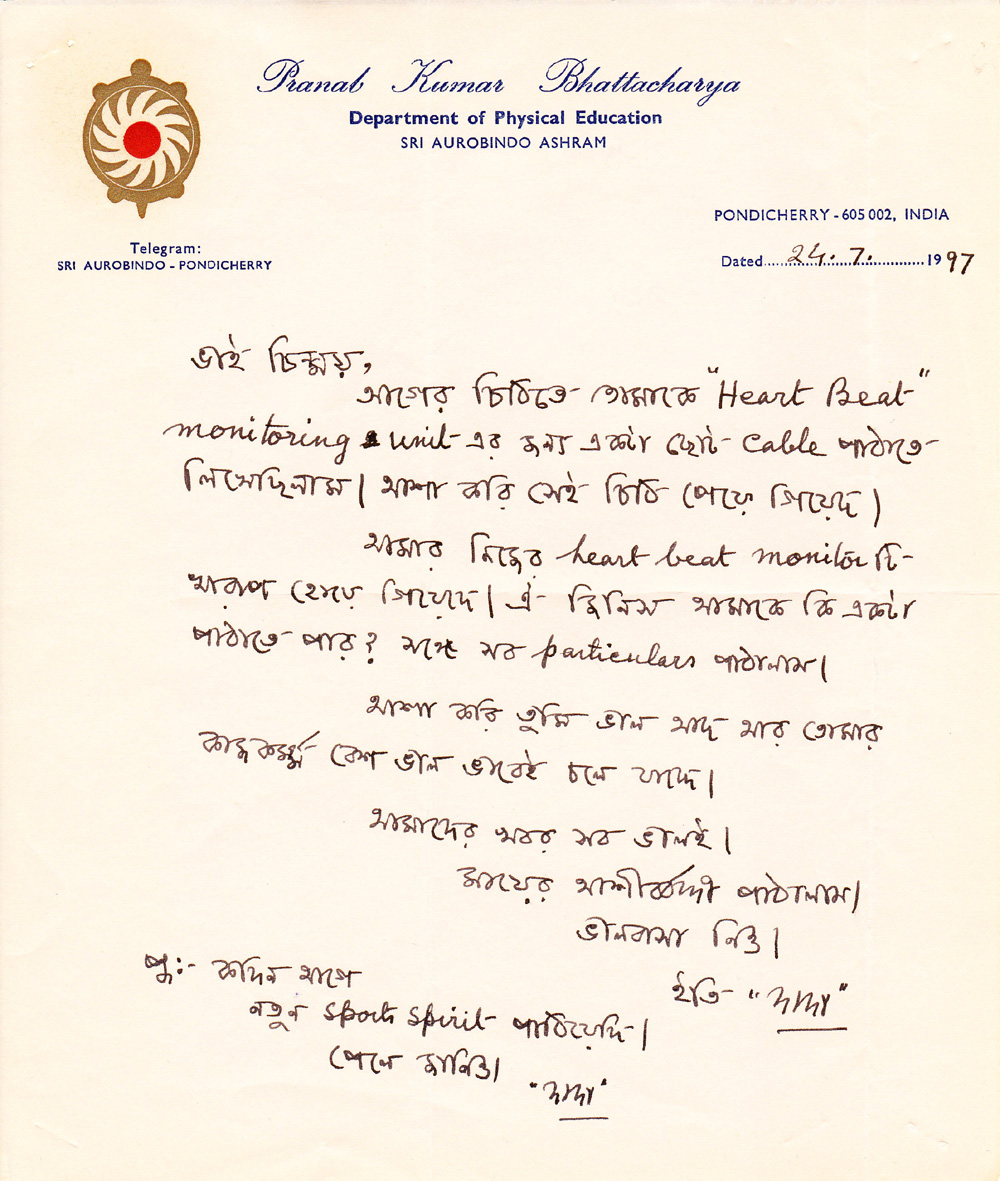 Pranab Kumar Bhattacharya
Department of Physical Education
SRI AUROBINDO ASHRAM
PONDICHERRY - 605 002, INDIA
Telegram:
SRI AUROBINDO - PONDICHERRY
Dated 24. 7. 1997
ভাই চিন্ময়,
আগের চিঠিতে তোমাকে "Heart Beat"
monitoring unit এর জন্য একটা ছোট cable পাঠাতে
লিখেছিলাম। আশা করি সেই চিঠি পেয়ে গিয়েছ।
আমার নিজের heart beat monitor টি
খারাপ হোয়ে গিয়েছে। ঐ জিনিস আমাকে কি একটা
পাঠাতে পার? সঙ্গে সব particulars পাঠালাম।
আশা করি তুমি ভাল আছ আর তোমার
কাজকর্ম্ম বেশ ভাল ভাবেই চলে যাচ্ছে।
আমাদের খবর সব ভালই।
মায়ের আশীর্ব্বাদ পাঠালাম।
ভালবাসা নিও।
ইতি - "দাদা"
পুঃ- কদিন আগে
নতুন sports spirit পাঠিয়েছি।
পেলে জানিও।
"দাদা"